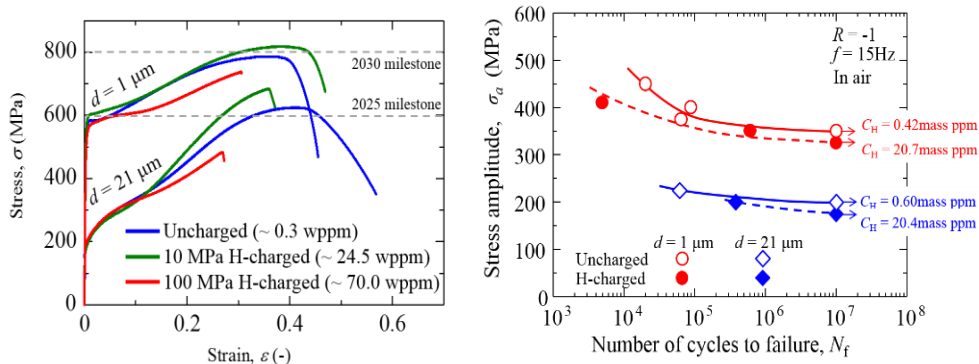 800
600
400
200
0
Stress, σ (MPa)
d = 1 μm
d = 21 μm
2030 milestone
2025 milestone
Uncharged (~ 0.3 wppm)
10 MPa H-charged (~ 24.5 wppm)
100 MPa H-charged (~ 70.0 wppm)
0 0.2 0.4 0.6
Strain, ε (-)
600
500
400
300
200
100
0
Stress amplitude, σa (MPa)
R = -1
f = 15Hz
In air
CH = 0.42mass ppm
CH = 20.7mass ppm
CH = 0.60mass ppm
CH = 20.4mass ppm
d = 1 μm d = 21 μm
Uncharged
H-charged
10³ 10⁴ 10⁵ 10⁶ 10⁷ 10⁸
Number of cycles to failure, Nf